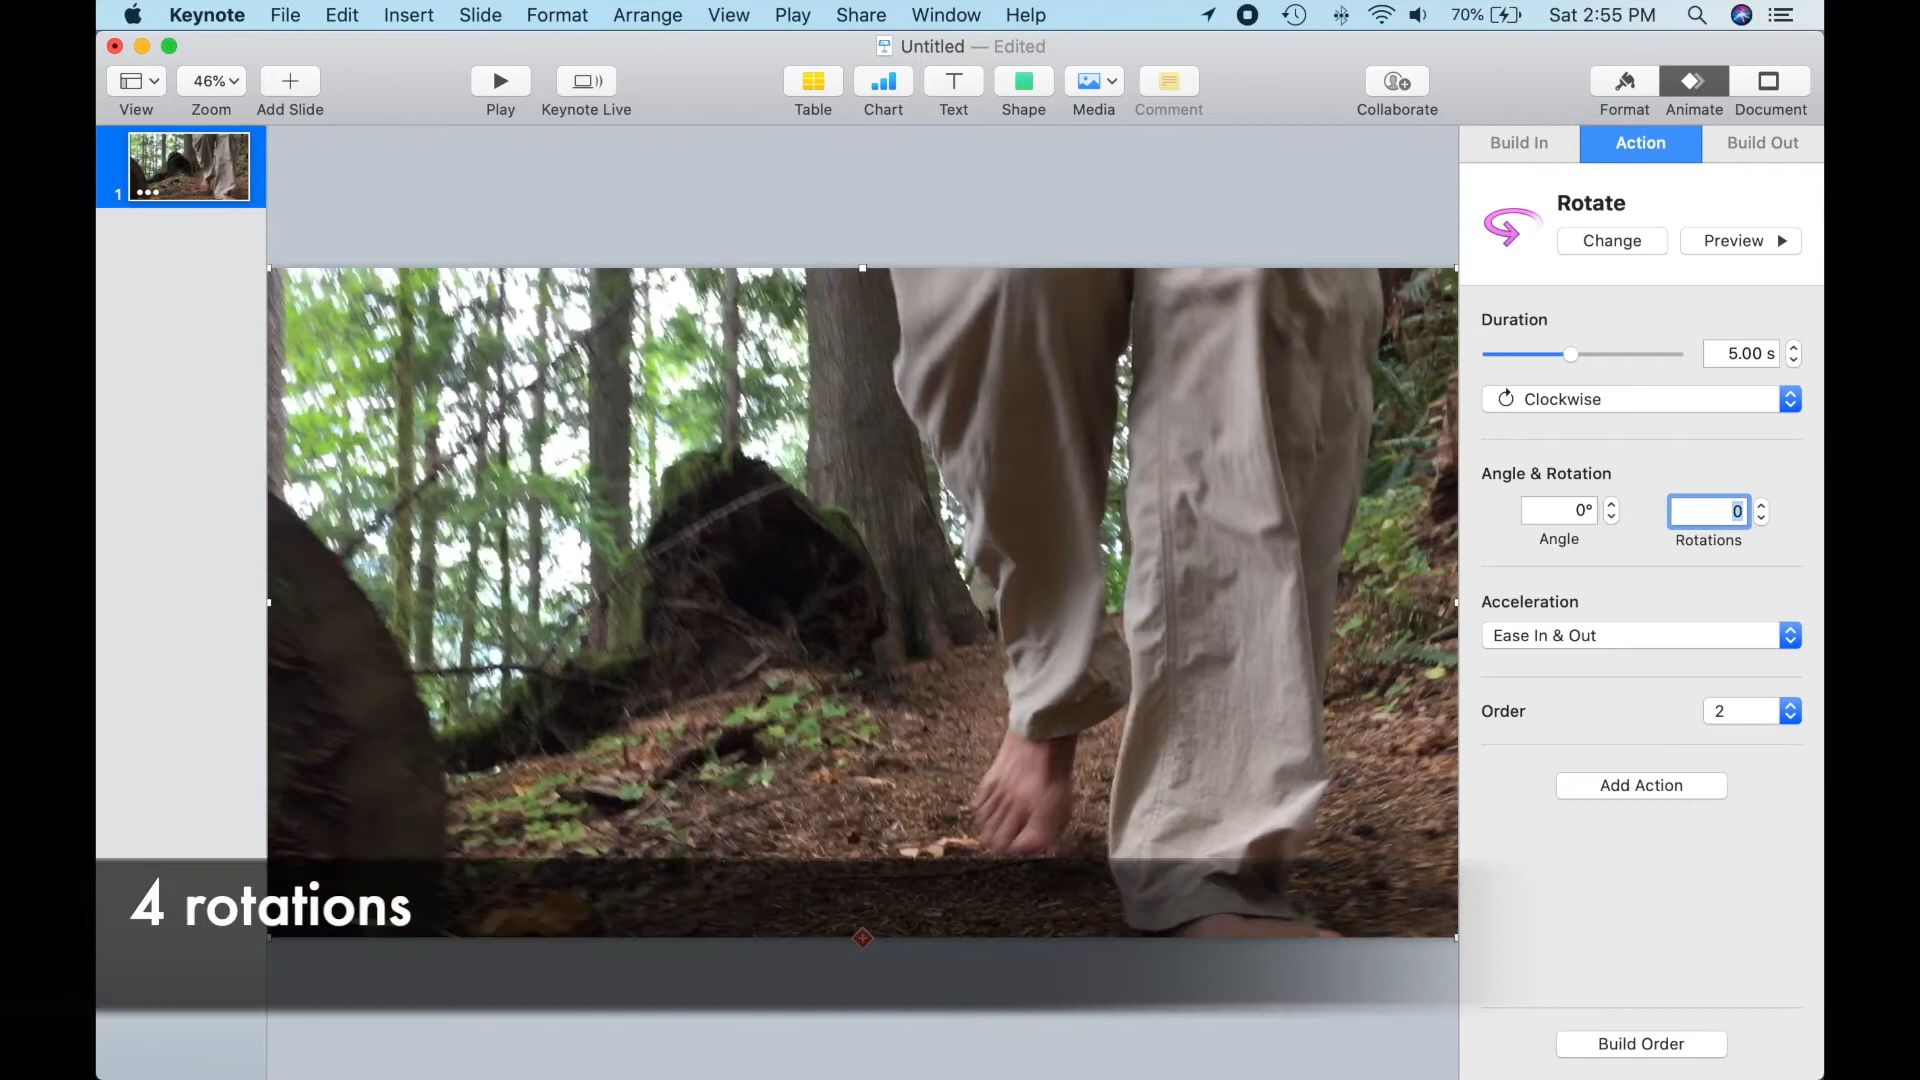 Keynote File Edit Insert Slide Format Arrange View Play Share Window Help 70% Sat 2:55 PM
Untitled — Edited
46%
View Zoom Add Slide Play Keynote Live Table Chart Text Shape Media Comment Collaborate Format Animate Document
Build In Action Build Out
1
Rotate
Change Preview
Duration
5.00 s
Clockwise
Angle & Rotation
0° 0
Angle Rotations
Acceleration
Ease In & Out
Order 2
Add Action
4 rotations
Build Order